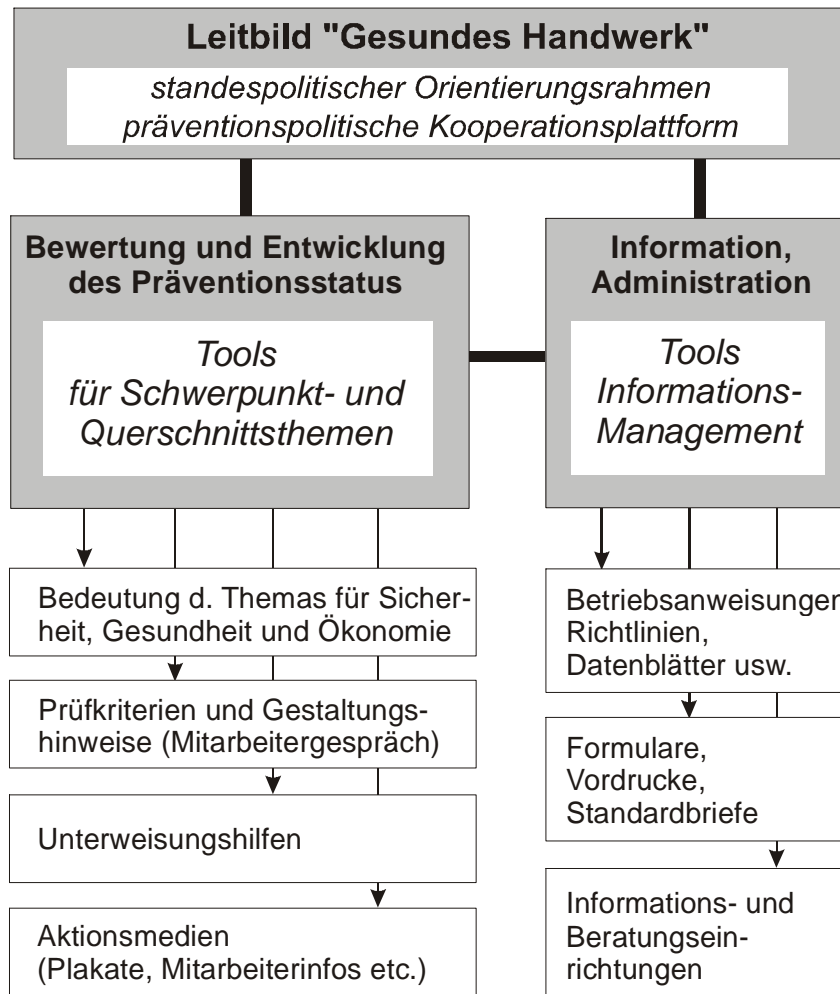 Leitbild "Gesundes Handwerk"
standespolitischer Orientierungsrahmen
präventionspolitische Kooperationsplattform
Bewertung und Entwicklung
des Präventionsstatus
Tools
für Schwerpunkt- und
Querschnittsthemen
Information,
Administration
Tools
Informations-
Management
Bedeutung d. Themas für Sicher-
heit, Gesundheit und Ökonomie
Prüfkriterien und Gestaltungs-
hinweise (Mitarbeitergespräch)
Unterweisungshilfen
Aktionsmedien
(Plakate, Mitarbeiterinfos etc.)
Betriebsanweisungen
Richtlinien,
Datenblätter usw.
Formulare,
Vordrucke,
Standardbriefe
Informations- und
Beratungsein-
richtungen